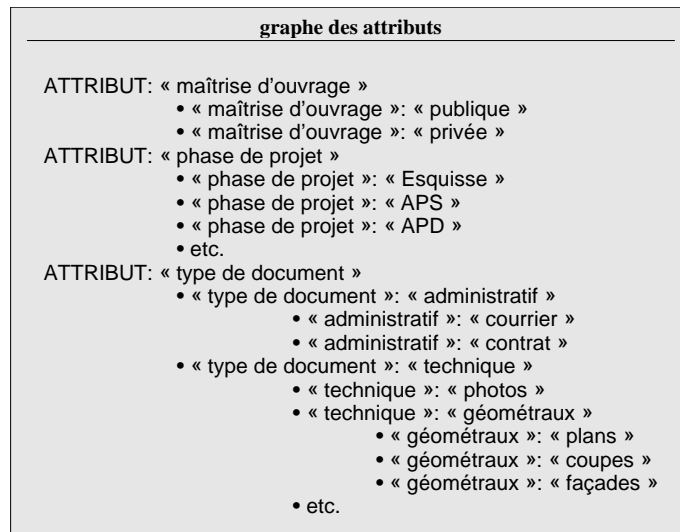 graphe des attributs
ATTRIBUT: « maîtrise d'ouvrage »
• « maîtrise d'ouvrage »: « publique »
• « maîtrise d'ouvrage »: « privée »
ATTRIBUT: « phase de projet »
• « phase de projet »: « Esquisse »
• « phase de projet »: « APS »
• « phase de projet »: « APD »
• etc.
ATTRIBUT: « type de document »
• « type de document »: « administratif »
• « administratif »: « courrier »
• « administratif »: « contrat »
• « type de document »: « technique »
• « technique »: « photos »
• « technique »: « géométraux »
• « géométraux »: « plans »
• « géométraux »: « coupes »
• « géométraux »: « façades »
• etc.